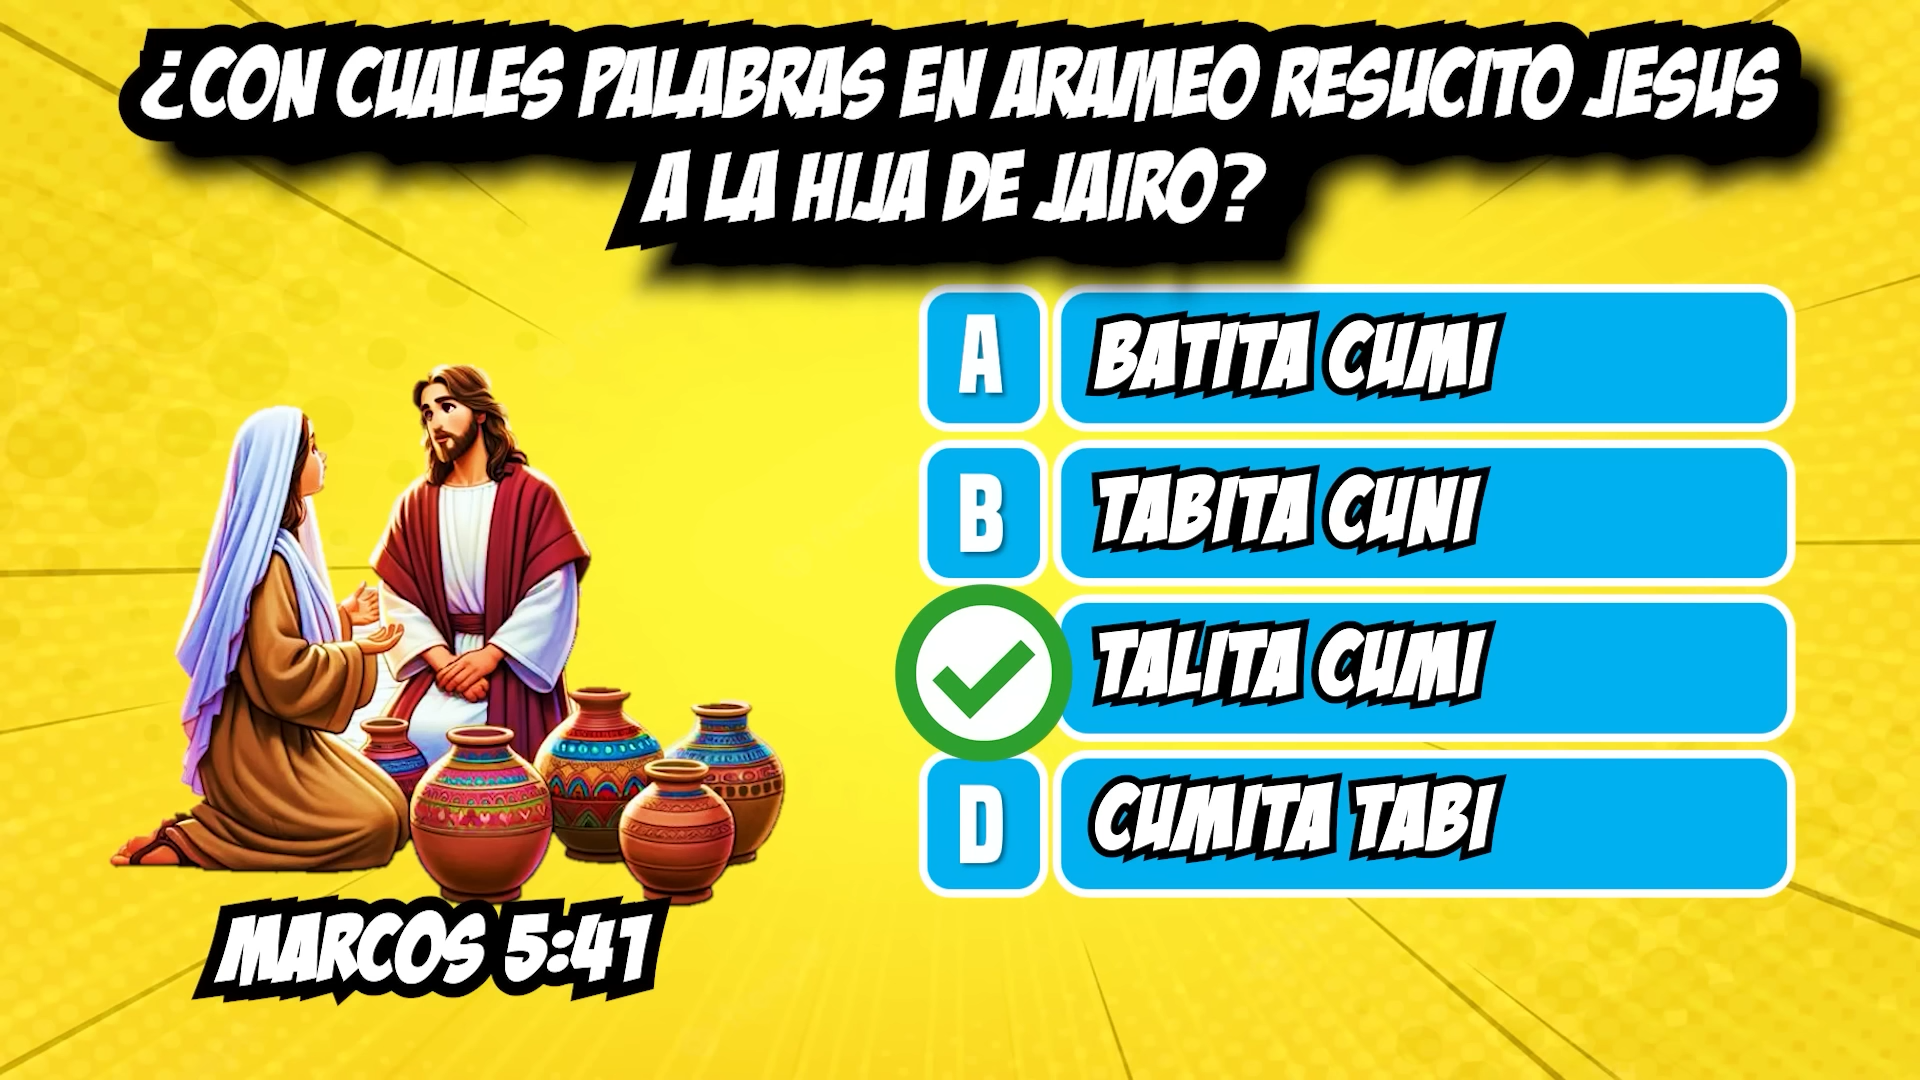 ¿CON CUALES PALABRAS EN ARAMEO RESUCITO JESUS
A LA HIJA DE JAIRO?
A BATITA CUMI
B TABITA CUNI
TALITA CUMI
D CUMITA TABI
MARCOS 5:41